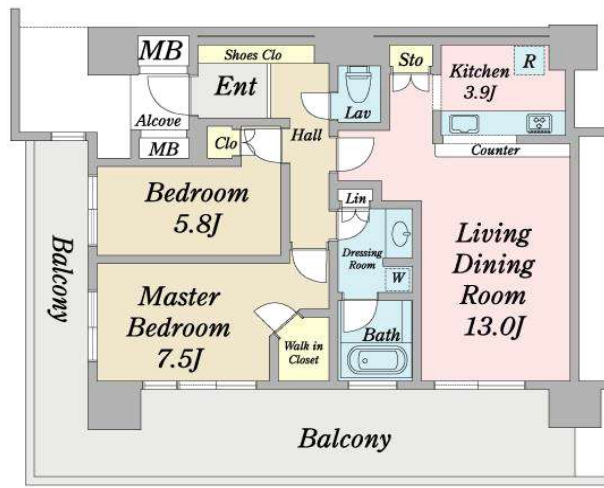 MB
Shoes Clo
Sto
Kitchen
3.9J
R
Ent
Lav
Alcove
Hall
MB
Clo
Counter
Bedroom
5.8J
Lin
Living
Dining
Room
13.0J
Dressing
Room
W
Balcony
Master
Bedroom
7.5J
Walk in
Closet
Bath
Balcony